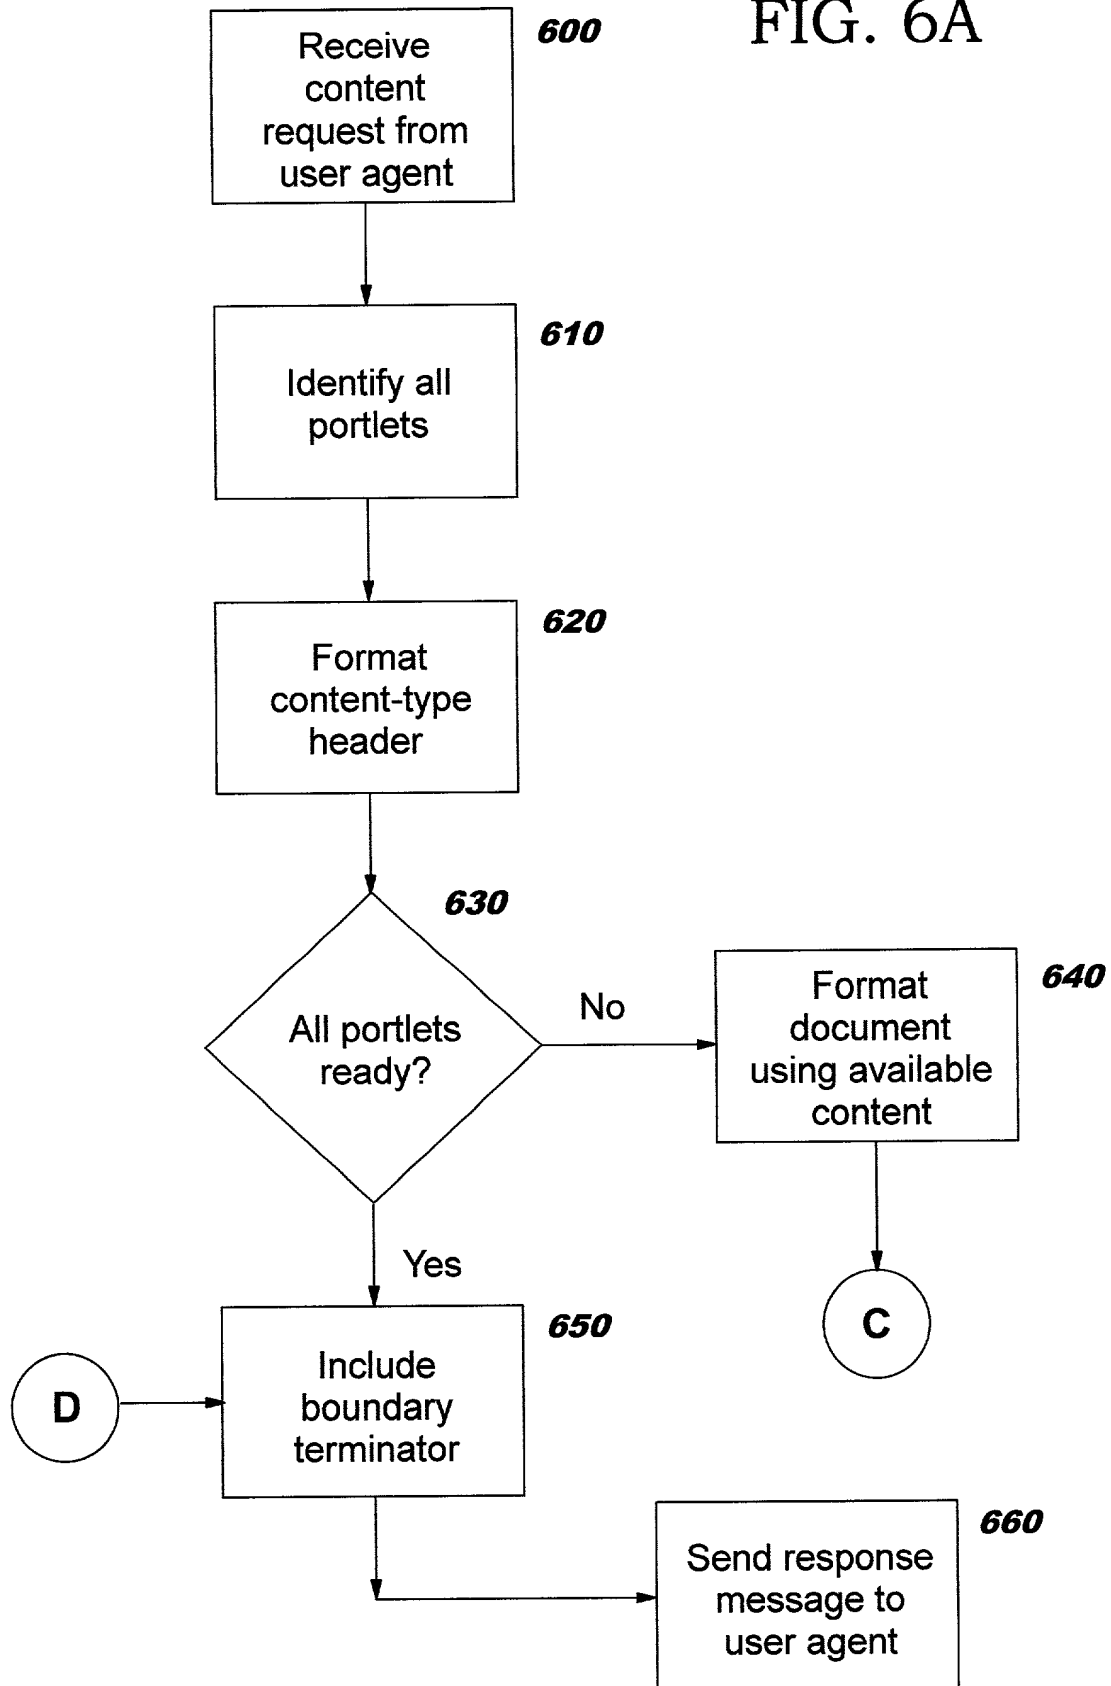 FIG. 6A
600
Receive
content
request from
user agent
610
Identify all
portlets
620
Format
content-type
header
630
All portlets
ready?
No
640
Format
document
using available
content
Yes
C
650
Include
boundary
terminator
D
660
Send response
message to
user agent